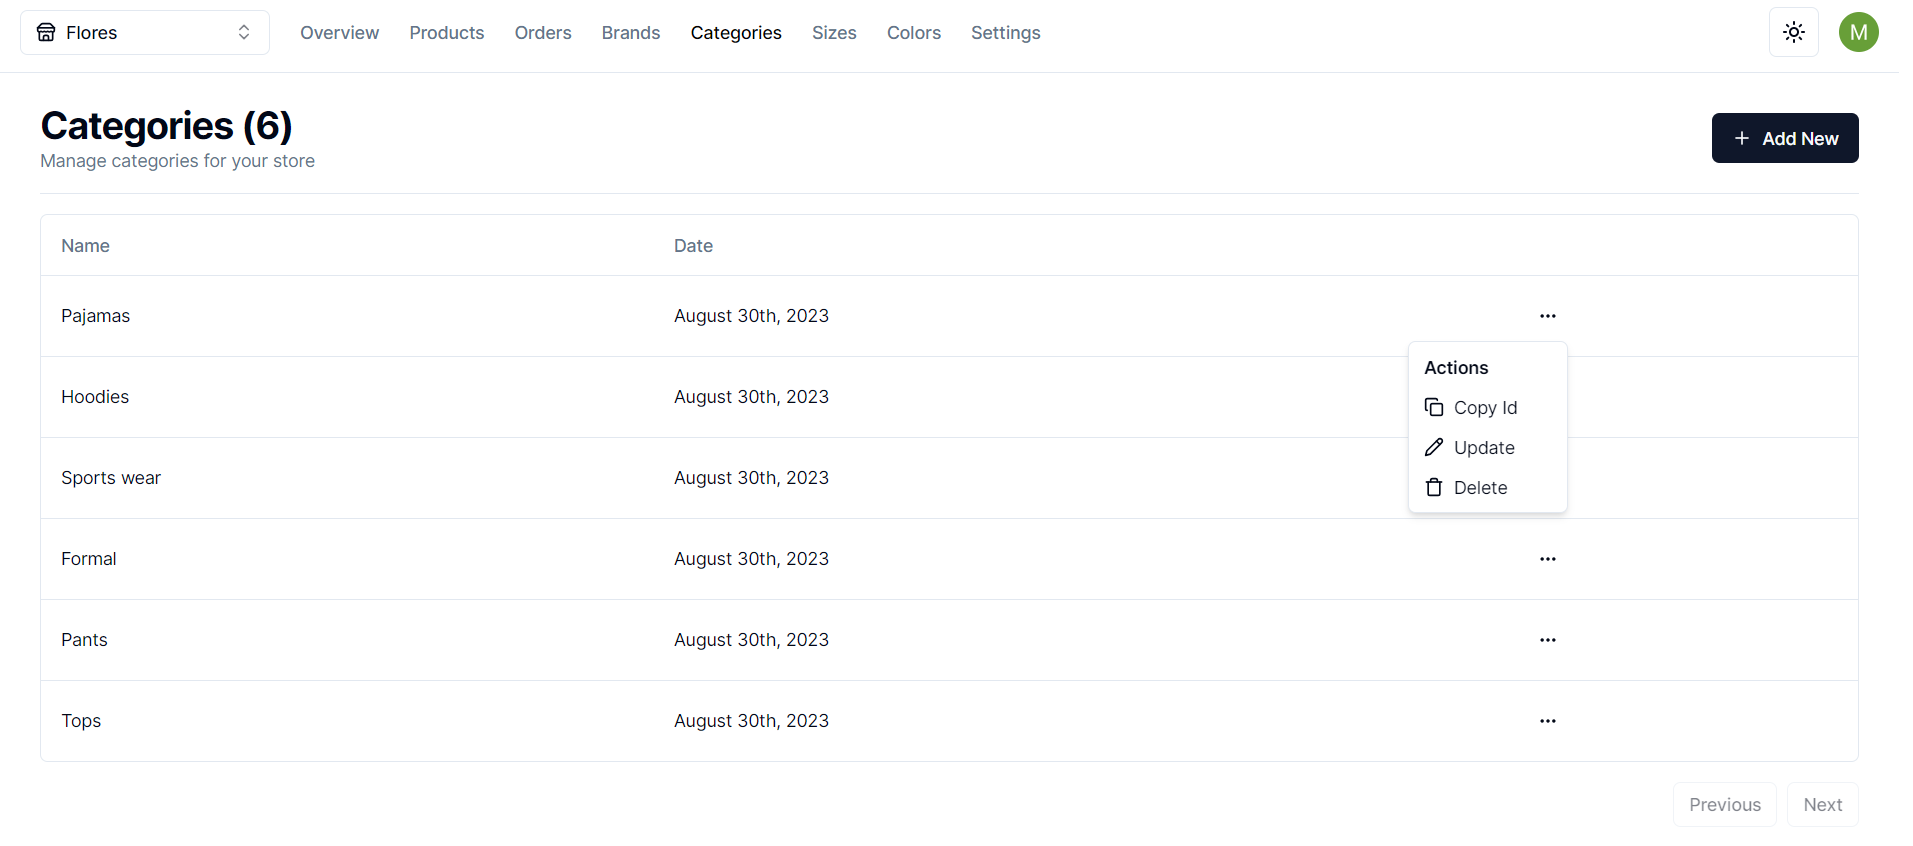 Flores Overview Products Orders Brands Categories Sizes Colors Settings M
Categories (6)
Manage categories for your store
+ Add New
Name Date
Pajamas August 30th, 2023 ...
Actions
Hoodies August 30th, 2023
Copy Id
Update
Sports wear August 30th, 2023
Delete
Formal August 30th, 2023 ...
Pants August 30th, 2023 ...
Tops August 30th, 2023 ...
Previous Next